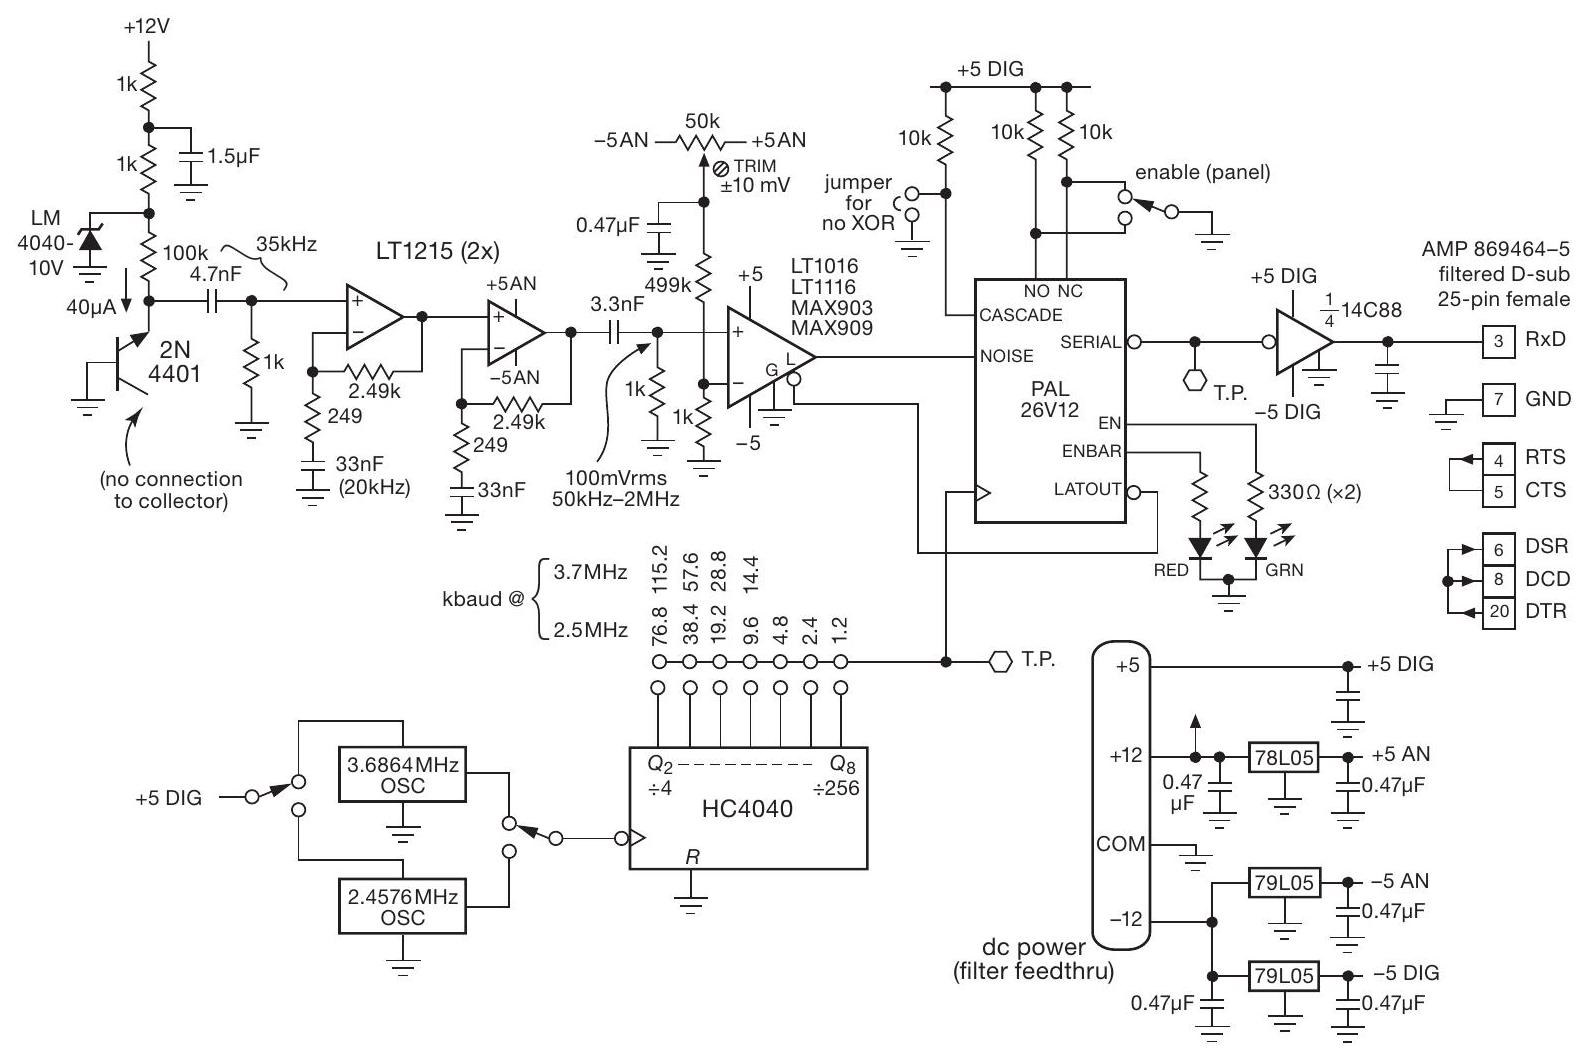 +12V
1k
1k
1.5µF
LM
4040-
10V
100k
35kHz
4.7nF
40µA
2N
4401
(no connection
to collector)
1k
LT1215 (2x)
+
−
2.49k
249
33nF
(20kHz)
+5AN
+
−
−5AN
2.49k
249
33nF
3.3nF
1k
100mVrms
50kHz–2MHz
50k
−5AN
+5AN
TRIM
±10 mV
0.47µF
499k
1k
+5
LT1016
LT1116
MAX903
MAX909
+
−
L
G
−5
+5 DIG
10k
10k
10k
jumper
for
no XOR
enable (panel)
NO NC
CASCADE
NOISE
SERIAL
PAL
26V12
EN
ENBAR
LATOUT
T.P.
+5 DIG
1/4 14C88
−5 DIG
330Ω (×2)
RED
GRN
AMP 869464–5
filtered D-sub
25-pin female
3 RxD
7 GND
4 RTS
5 CTS
6 DSR
8 DCD
20 DTR
kbaud @
3.7MHz 115.2 57.6 28.8 14.4
2.5MHz 76.8 38.4 19.2 9.6 4.8 2.4 1.2
T.P.
+5 DIG
3.6864MHz
OSC
2.4576MHz
OSC
Q2 Q8
÷4 ÷256
HC4040
R
+5
+5 DIG
+12
0.47
µF
78L05
+5 AN
0.47µF
COM
−12
79L05
−5 AN
0.47µF
dc power
(filter feedthru)
0.47µF
79L05
−5 DIG
0.47µF